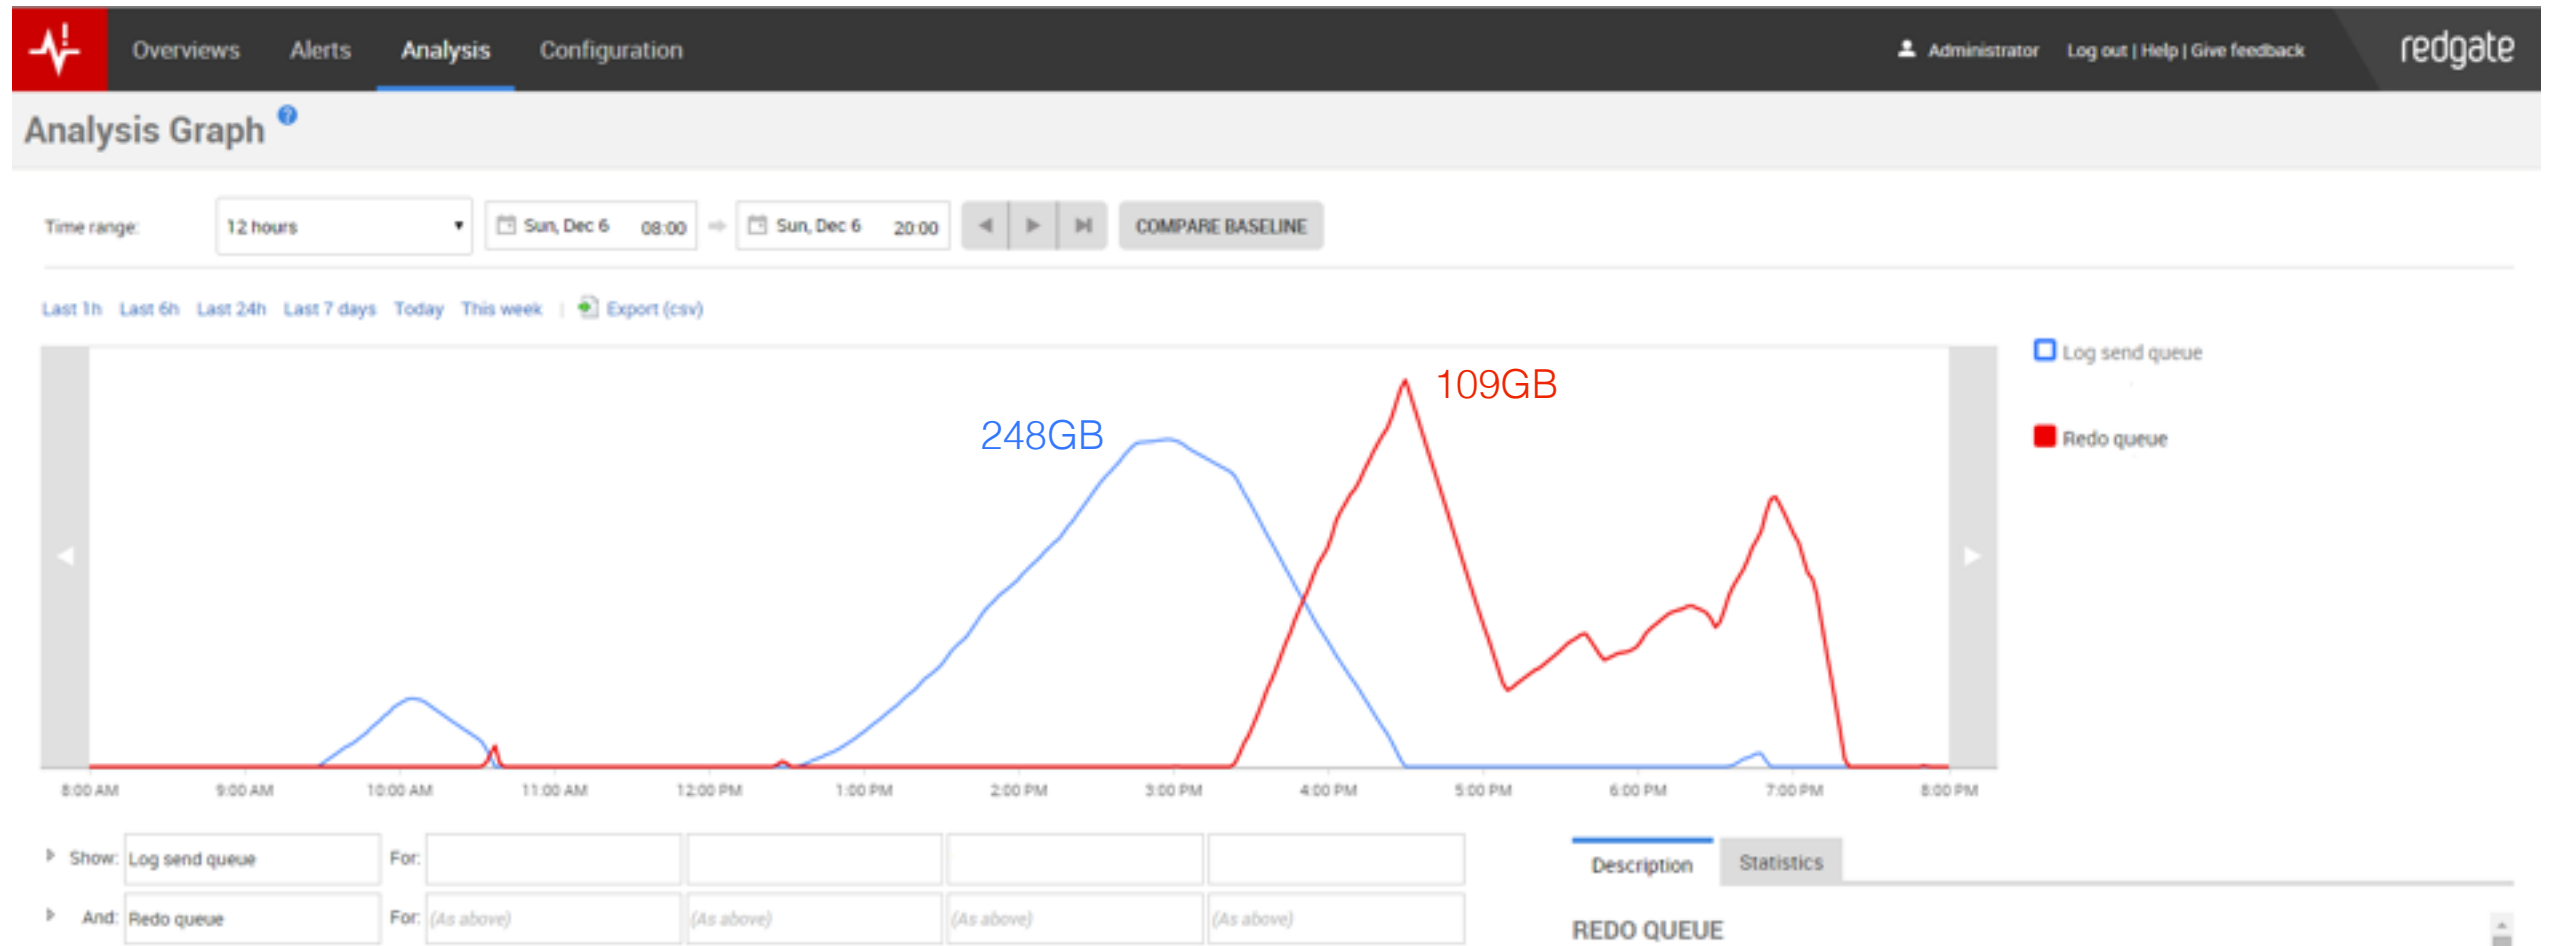 Overviews Alerts Analysis Configuration Administrator Log out | Help | Give feedback redgate
Analysis Graph ?
Time range: 12 hours Sun, Dec 6 08:00 Sun, Dec 6 20:00 COMPARE BASELINE
Last 1h Last 6h Last 24h Last 7 days Today This week | Export (csv)
Log send queue
109GB
248GB
Redo queue
8:00 AM 9:00 AM 10:00 AM 11:00 AM 12:00 PM 1:00 PM 2:00 PM 3:00 PM 4:00 PM 5:00 PM 6:00 PM 7:00 PM 8:00 PM
Show: Log send queue For:
Description Statistics
And: Redo queue For: (As above) (As above) (As above) (As above)
REDO QUEUE